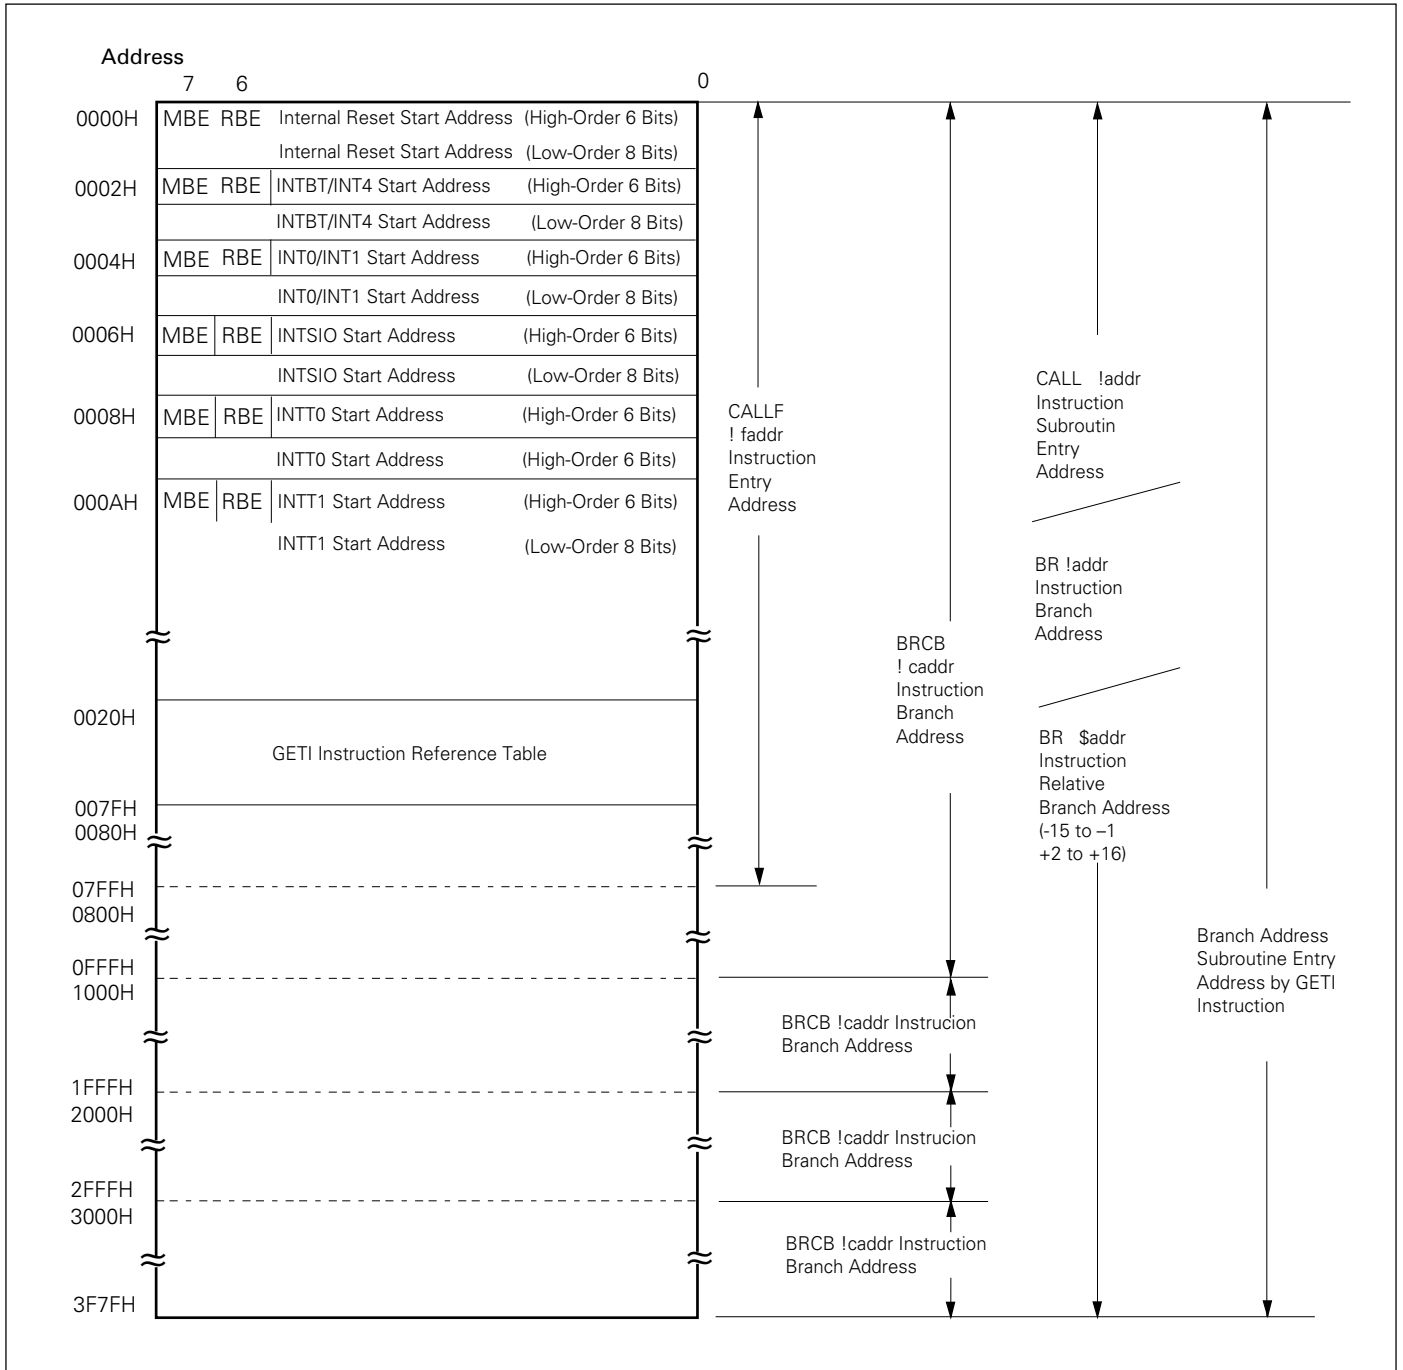 Address
7 6 0
0000H MBE RBE Internal Reset Start Address (High-Order 6 Bits)
Internal Reset Start Address (Low-Order 8 Bits)
0002H MBE RBE INTBT/INT4 Start Address (High-Order 6 Bits)
INTBT/INT4 Start Address (Low-Order 8 Bits)
0004H MBE RBE INT0/INT1 Start Address (High-Order 6 Bits)
INT0/INT1 Start Address (Low-Order 8 Bits)
0006H MBE RBE INTSIO Start Address (High-Order 6 Bits)
INTSIO Start Address (Low-Order 8 Bits)
0008H MBE RBE INTT0 Start Address (High-Order 6 Bits)
INTT0 Start Address (High-Order 6 Bits)
000AH MBE RBE INTT1 Start Address (High-Order 6 Bits)
INTT1 Start Address (Low-Order 8 Bits)
0020H
GETI Instruction Reference Table
007FH
0080H
07FFH
0800H
0FFFH
1000H
1FFFH
2000H
2FFFH
3000H
3F7FH
CALLF
! faddr
Instruction
Entry
Address
BRCB
! caddr
Instruction
Branch
Address
BRCB !caddr Instrucion
Branch Address
BRCB !caddr Instrucion
Branch Address
BRCB !caddr Instruction
Branch Address
CALL !addr
Instruction
Subroutin
Entry
Address
BR !addr
Instruction
Branch
Address
BR $addr
Instruction
Relative
Branch Address
(-15 to –1
+2 to +16)
Branch Address
Subroutine Entry
Address by GETI
Instruction